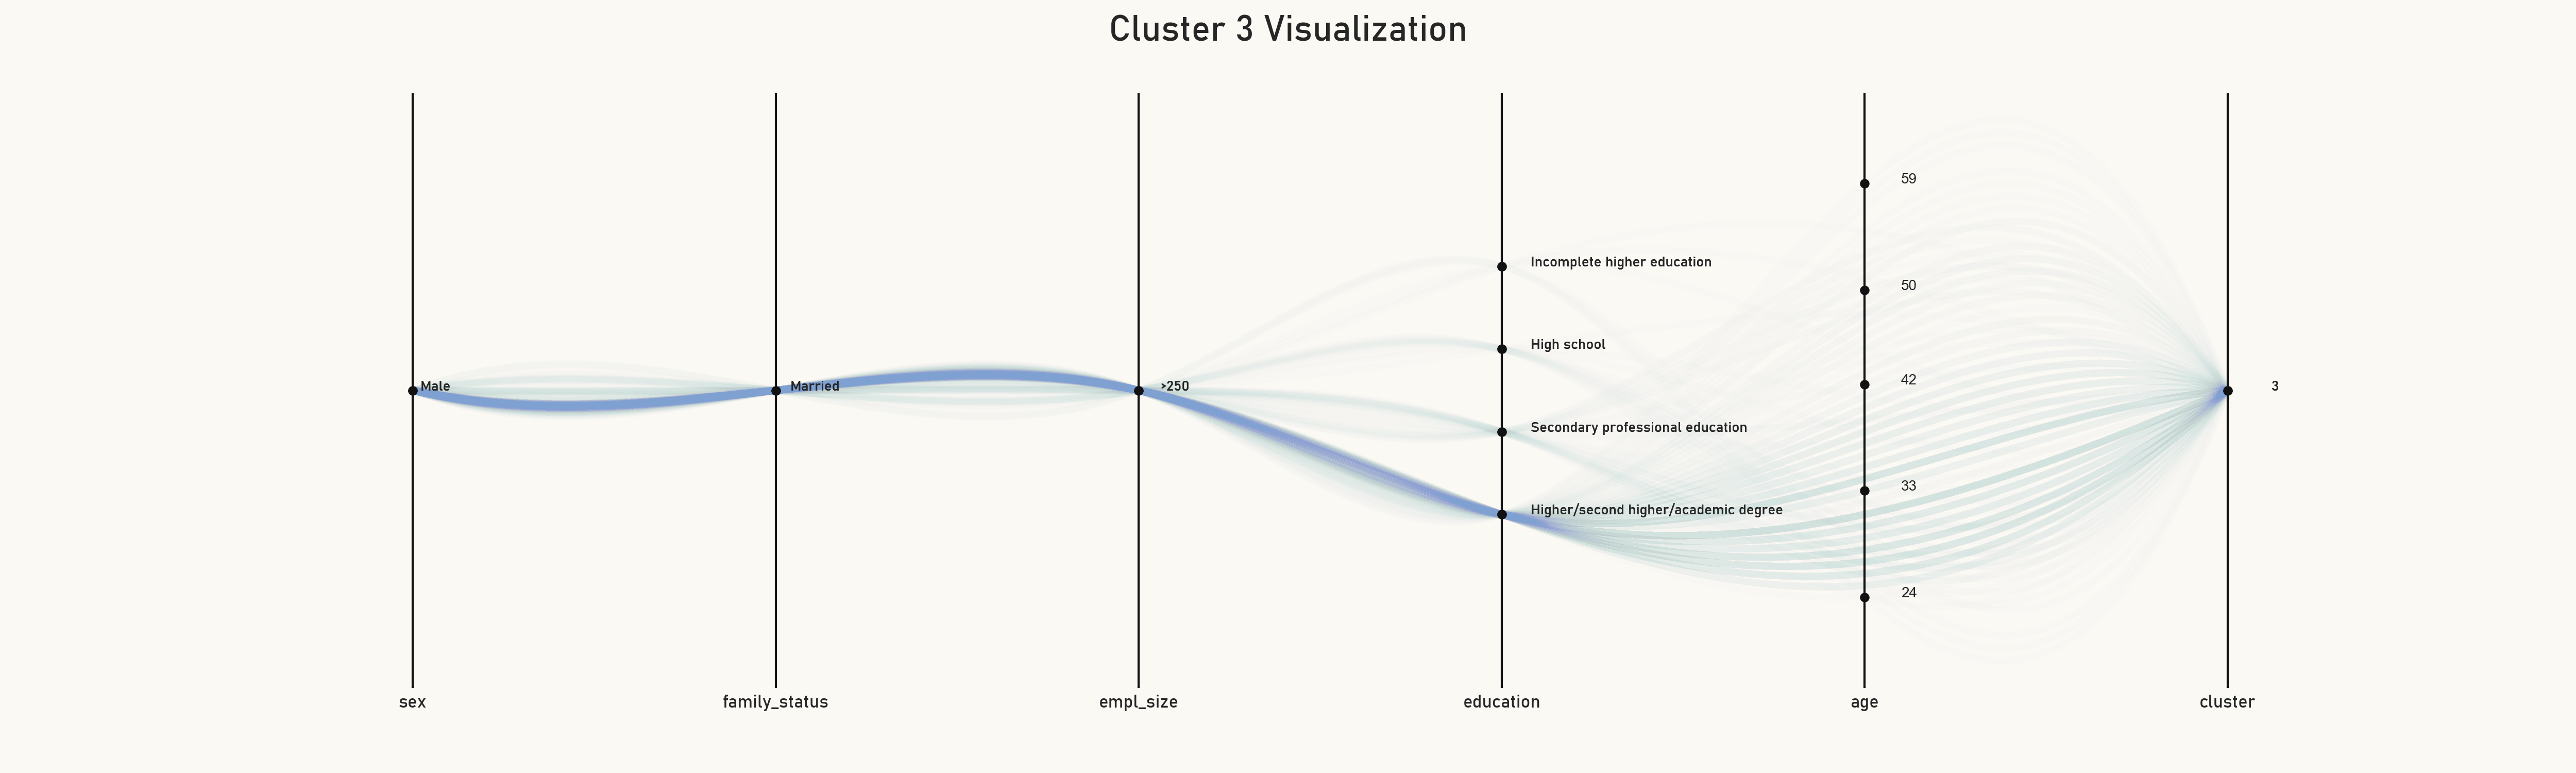 Cluster 3 Visualization
Male
Married
>250
Incomplete higher education
High school
Secondary professional education
Higher/second higher/academic degree
59
50
42
33
24
3
sex
family_status
empl_size
education
age
cluster